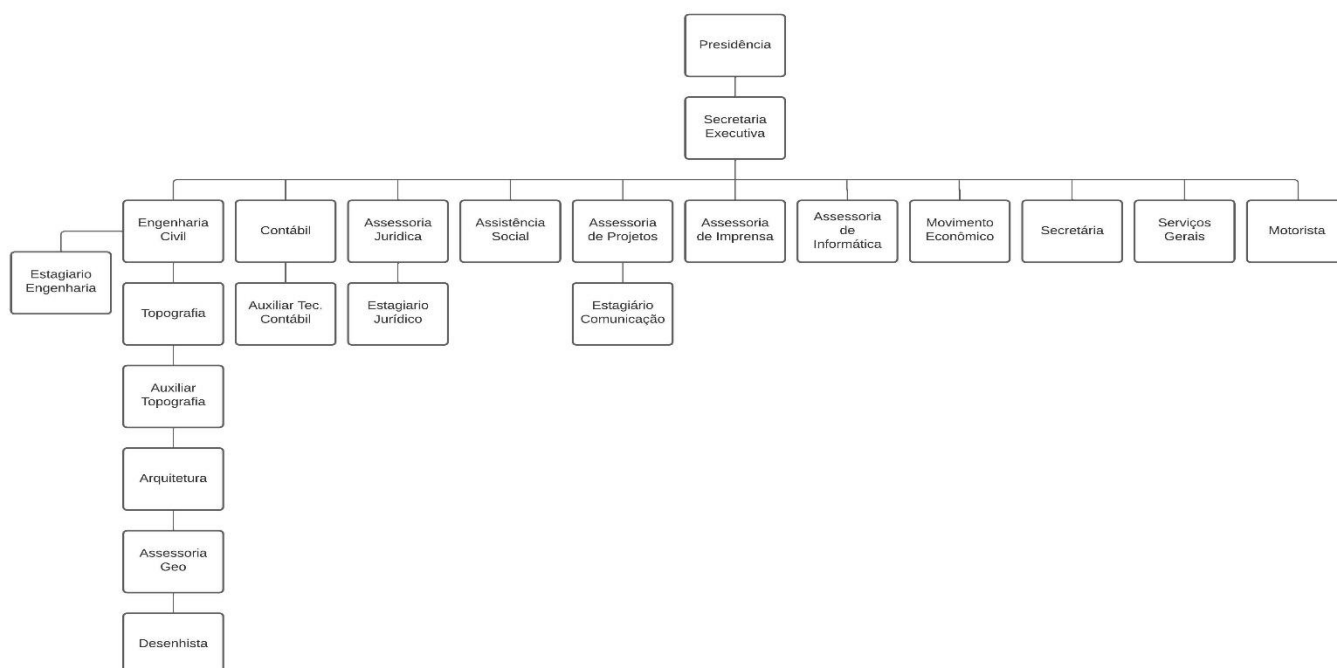 Presidência
Secretaria
Executiva
Engenharia
Civil
Contábil
Assessoria
Juridica
Assistência
Social
Assessoria
de Projetos
Assessoria
de Imprensa
Assessoria
de
Informática
Movimento
Econômico
Secretária
Serviços
Gerais
Motorista
Estagiario
Engenharia
Topografia
Auxiliar Tec.
Contábil
Estagiario
Jurídico
Estagiário
Comunicação
Auxiliar
Topografia
Arquitetura
Assessoria
Geo
Desenhista